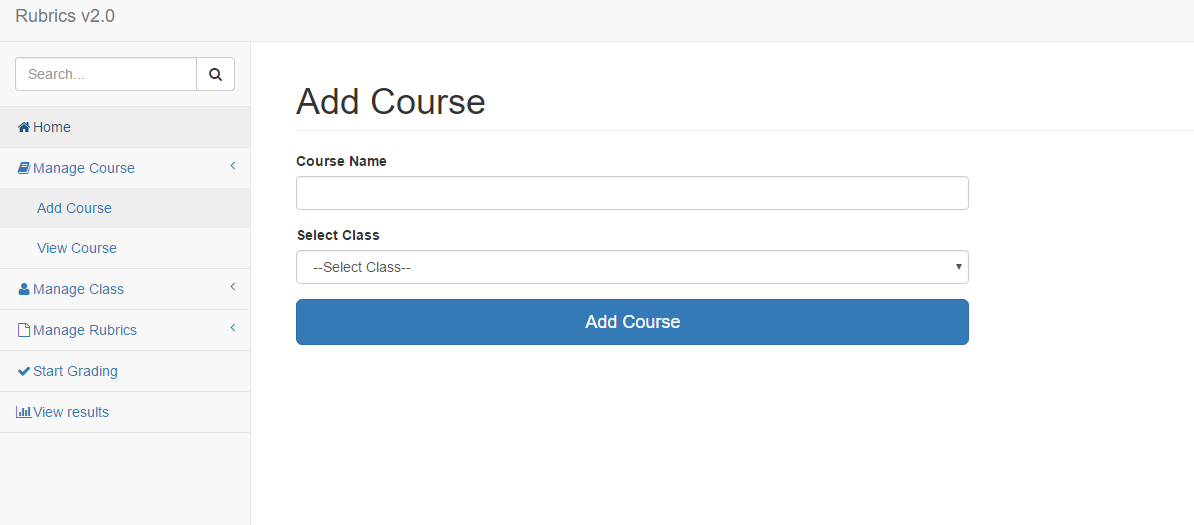 Rubrics v2.0
Search...
Home
Manage Course
Add Course
View Course
Manage Class
Manage Rubrics
Start Grading
View results
Add Course
Course Name
Select Class
--Select Class--
Add Course